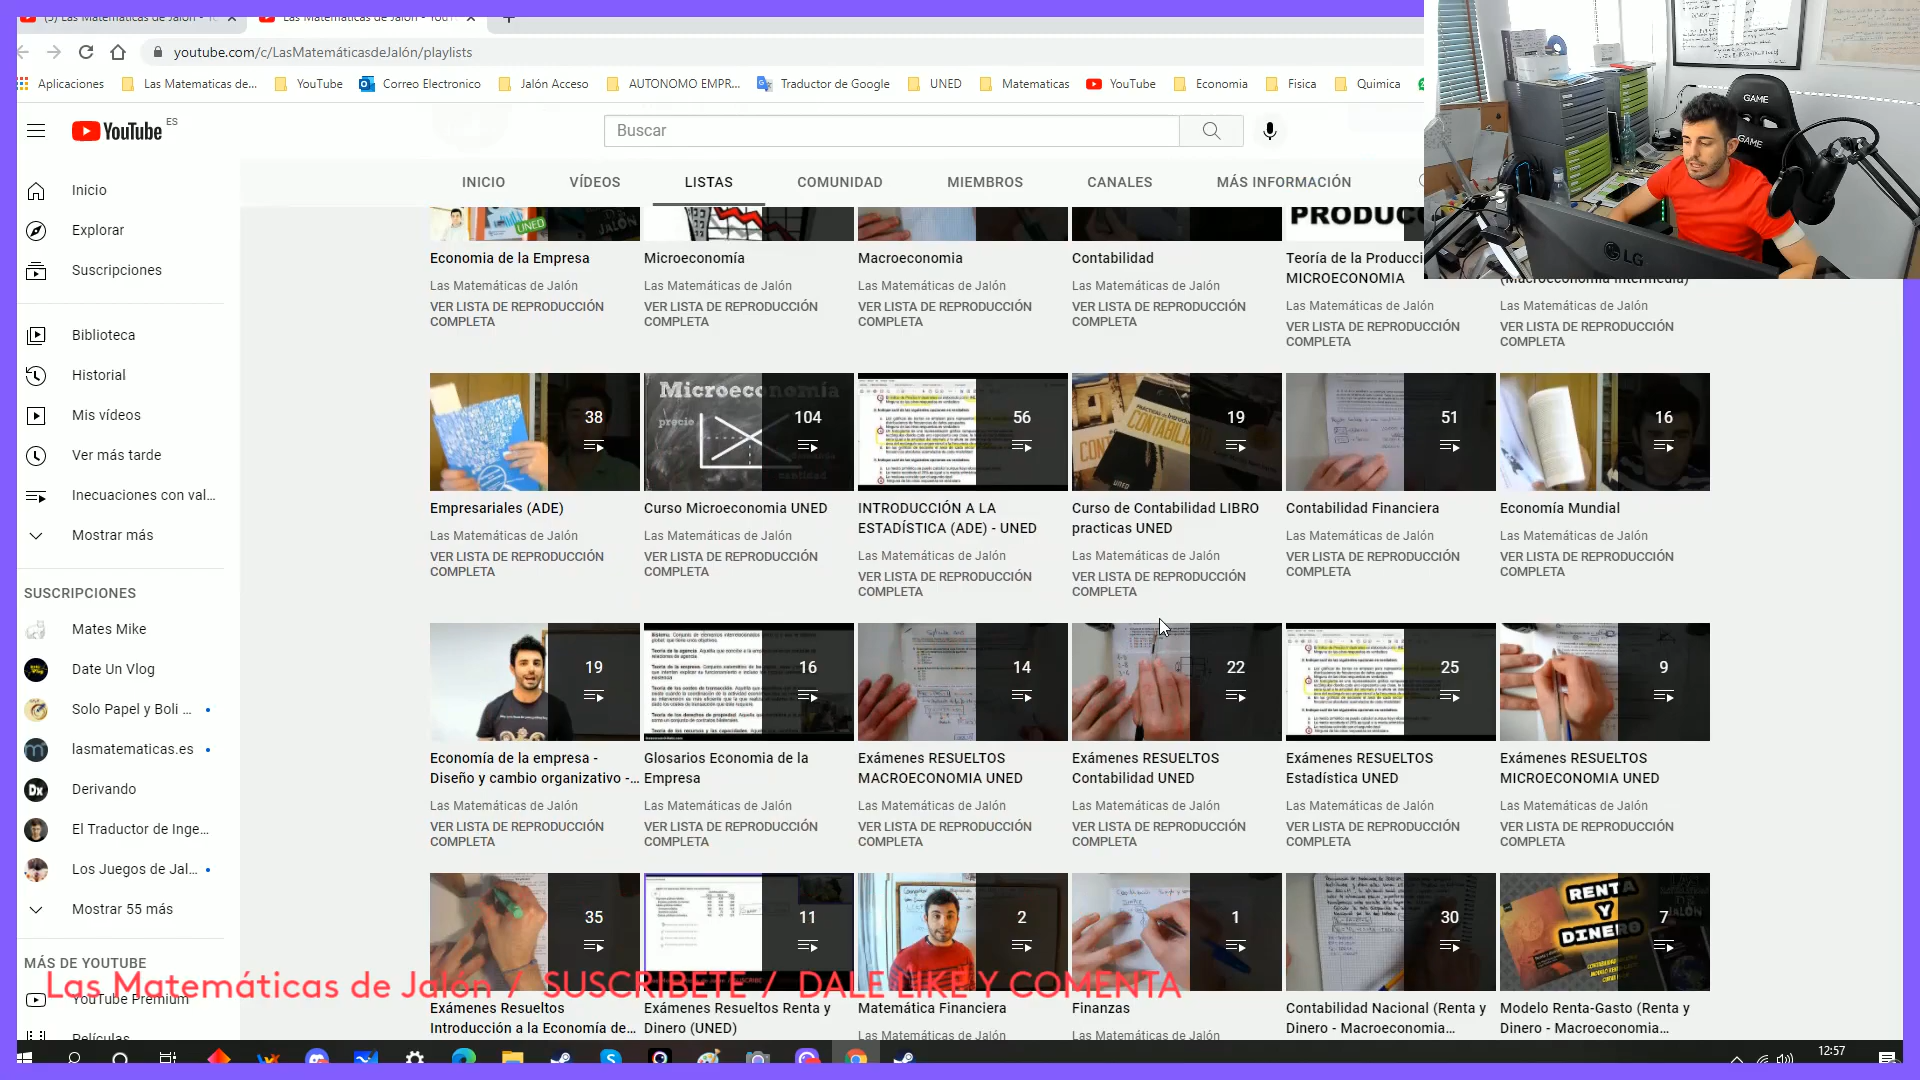 (5) Las Matemáticas de Jalón -
Las Matemáticas de Jalón - YouT
youtube.com/c/LasMatemáticasdeJalón/playlists
Aplicaciones
Las Matematicas de...
YouTube
Correo Electronico
Jalón Acceso
AUTONOMO EMPR...
Traductor de Google
UNED
Matematicas
YouTube
Economia
Fisica
Quimica
YouTube ES
Buscar
INICIO
VÍDEOS
LISTAS
COMUNIDAD
MIEMBROS
CANALES
MÁS INFORMACIÓN
Inicio
Explorar
Suscripciones
Biblioteca
Historial
Mis vídeos
Ver más tarde
Inecuaciones con val...
Mostrar más
SUSCRIPCIONES
Mates Mike
Date Un Vlog
Solo Papel y Boli ...
lasmatematicas.es
Derivando
El Traductor de Inge...
Los Juegos de Jal...
Mostrar 55 más
MÁS DE YOUTUBE
YouTube Premium
Películas
UNED
PRODUCC
GAME
GAME
LG
Economia de la Empresa
Las Matemáticas de Jalón
VER LISTA DE REPRODUCCIÓN
COMPLETA
Microeconomía
Las Matemáticas de Jalón
VER LISTA DE REPRODUCCIÓN
COMPLETA
Macroeconomia
Las Matemáticas de Jalón
VER LISTA DE REPRODUCCIÓN
COMPLETA
Contabilidad
Las Matemáticas de Jalón
VER LISTA DE REPRODUCCIÓN
COMPLETA
Teoría de la Producci
MICROECONOMIA
Las Matemáticas de Jalón
VER LISTA DE REPRODUCCIÓN
COMPLETA
(Macroeconomia Intermedia)
Las Matemáticas de Jalón
VER LISTA DE REPRODUCCIÓN
COMPLETA
38
Empresariales (ADE)
Las Matemáticas de Jalón
VER LISTA DE REPRODUCCIÓN
COMPLETA
Microeconomía
precio
104
Curso Microeconomia UNED
Las Matemáticas de Jalón
VER LISTA DE REPRODUCCIÓN
COMPLETA
56
INTRODUCCIÓN A LA
ESTADÍSTICA (ADE) - UNED
Las Matemáticas de Jalón
VER LISTA DE REPRODUCCIÓN
COMPLETA
19
Curso de Contabilidad LIBRO
practicas UNED
Las Matemáticas de Jalón
VER LISTA DE REPRODUCCIÓN
COMPLETA
51
Contabilidad Financiera
Las Matemáticas de Jalón
VER LISTA DE REPRODUCCIÓN
COMPLETA
16
Economía Mundial
Las Matemáticas de Jalón
VER LISTA DE REPRODUCCIÓN
COMPLETA
19
Economía de la empresa -
Diseño y cambio organizativo -...
Las Matemáticas de Jalón
VER LISTA DE REPRODUCCIÓN
COMPLETA
16
Glosarios Economia de la
Empresa
Las Matemáticas de Jalón
VER LISTA DE REPRODUCCIÓN
COMPLETA
14
Exámenes RESUELTOS
MACROECONOMIA UNED
Las Matemáticas de Jalón
VER LISTA DE REPRODUCCIÓN
COMPLETA
22
Exámenes RESUELTOS
Contabilidad UNED
Las Matemáticas de Jalón
VER LISTA DE REPRODUCCIÓN
COMPLETA
25
Exámenes RESUELTOS
Estadística UNED
Las Matemáticas de Jalón
VER LISTA DE REPRODUCCIÓN
COMPLETA
9
Exámenes RESUELTOS
MICROECONOMIA UNED
Las Matemáticas de Jalón
VER LISTA DE REPRODUCCIÓN
COMPLETA
35
Exámenes Resueltos
Introducción a la Economía de...
11
Exámenes Resueltos Renta y
Dinero (UNED)
2
Matemática Financiera
Las Matemáticas de Jalón
1
Finanzas
Las Matemáticas de Jalón
30
Contabilidad Nacional (Renta y
Dinero - Macroeconomia...
RENTA
Y
DINERO
7
Modelo Renta-Gasto (Renta y
Dinero - Macroeconomia...
Las Matemáticas de Jalón / SUSCRIBETE / DALE LIKE Y COMENTA
12:57